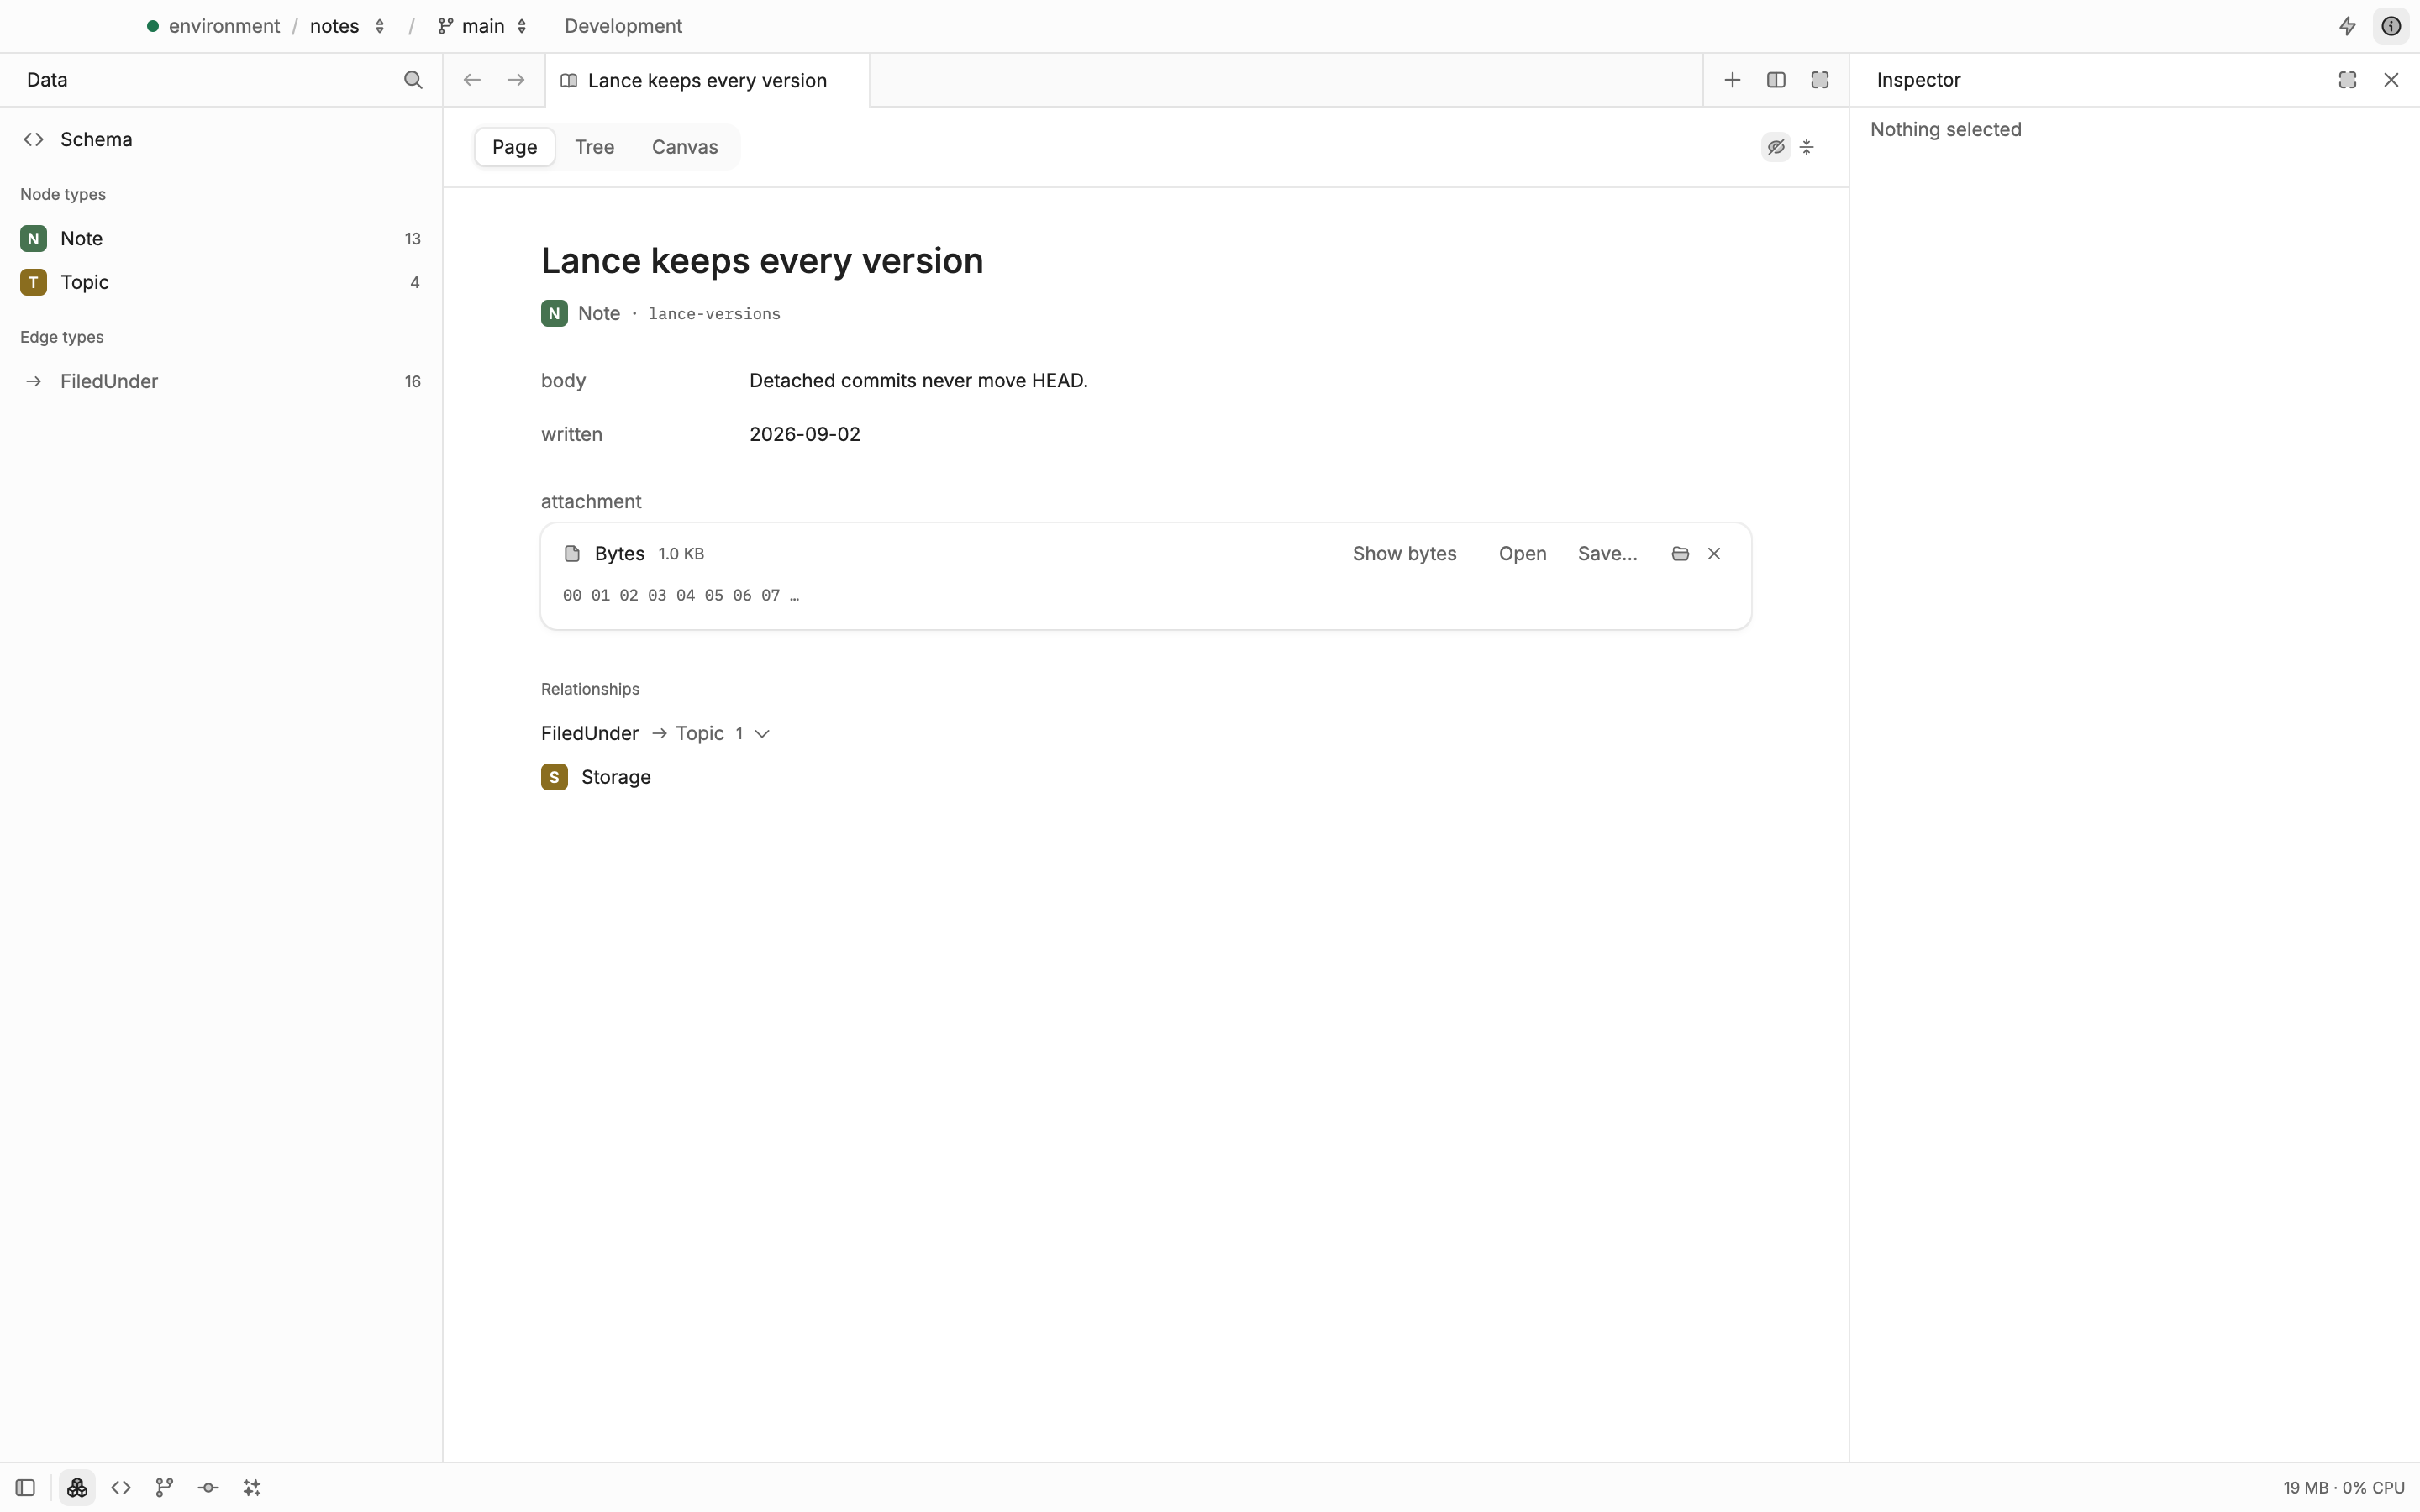 environment / notes / main Development
Data
Lance keeps every version
Inspector
Schema
Page Tree Canvas
Nothing selected
Node types
N Note 13
T Topic 4
Edge types
FiledUnder 16
Lance keeps every version
N Note · lance-versions
body Detached commits never move HEAD.
written 2026-09-02
attachment
Bytes 1.0 KB Show bytes Open Save...
00 01 02 03 04 05 06 07 …
Relationships
FiledUnder → Topic 1
S Storage
19 MB · 0% CPU